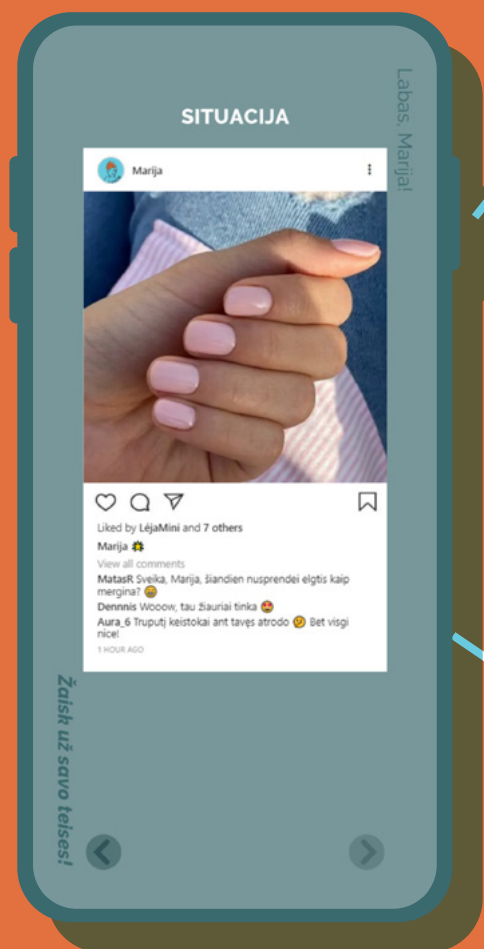 Labas, Marija!
SITUACIJA
Marija
Liked by LėjaMini and 7 others
Marija
View all comments
MatasR Sveika, Marija, šiandien nusprendei elgtis kaip
mergina?
Dennnis Wooow, tau žiauriai tinka
Aura_6 Truputį keistokai ant tavęs atrodo Bet visgi
nice!
1 HOUR AGO
Žaisk už savo teises!